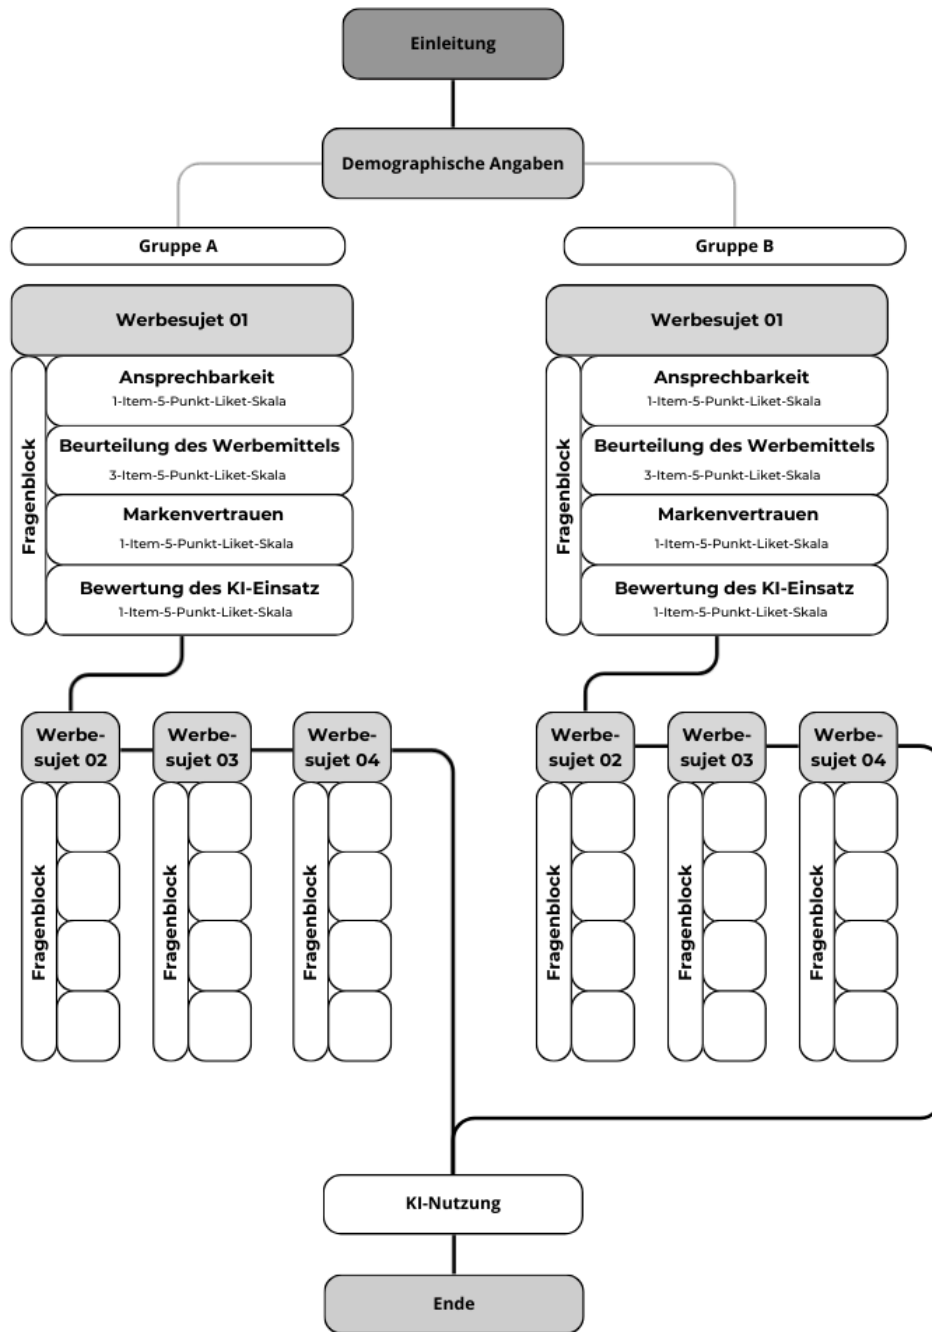 Einleitung
Demographische Angaben
Gruppe A
Gruppe B
Werbesujet 01
Fragenblock
Ansprechbarkeit
1-Item-5-Punkt-Liket-Skala
Beurteilung des Werbemittels
3-Item-5-Punkt-Liket-Skala
Markenvertrauen
1-Item-5-Punkt-Liket-Skala
Bewertung des KI-Einsatz
1-Item-5-Punkt-Liket-Skala
Werbesujet 01
Fragenblock
Ansprechbarkeit
1-Item-5-Punkt-Liket-Skala
Beurteilung des Werbemittels
3-Item-5-Punkt-Liket-Skala
Markenvertrauen
1-Item-5-Punkt-Liket-Skala
Bewertung des KI-Einsatz
1-Item-5-Punkt-Liket-Skala
Werbe-
sujet 02
Fragenblock
Werbe-
sujet 03
Fragenblock
Werbe-
sujet 04
Fragenblock
Werbe-
sujet 02
Fragenblock
Werbe-
sujet 03
Fragenblock
Werbe-
sujet 04
Fragenblock
KI-Nutzung
Ende